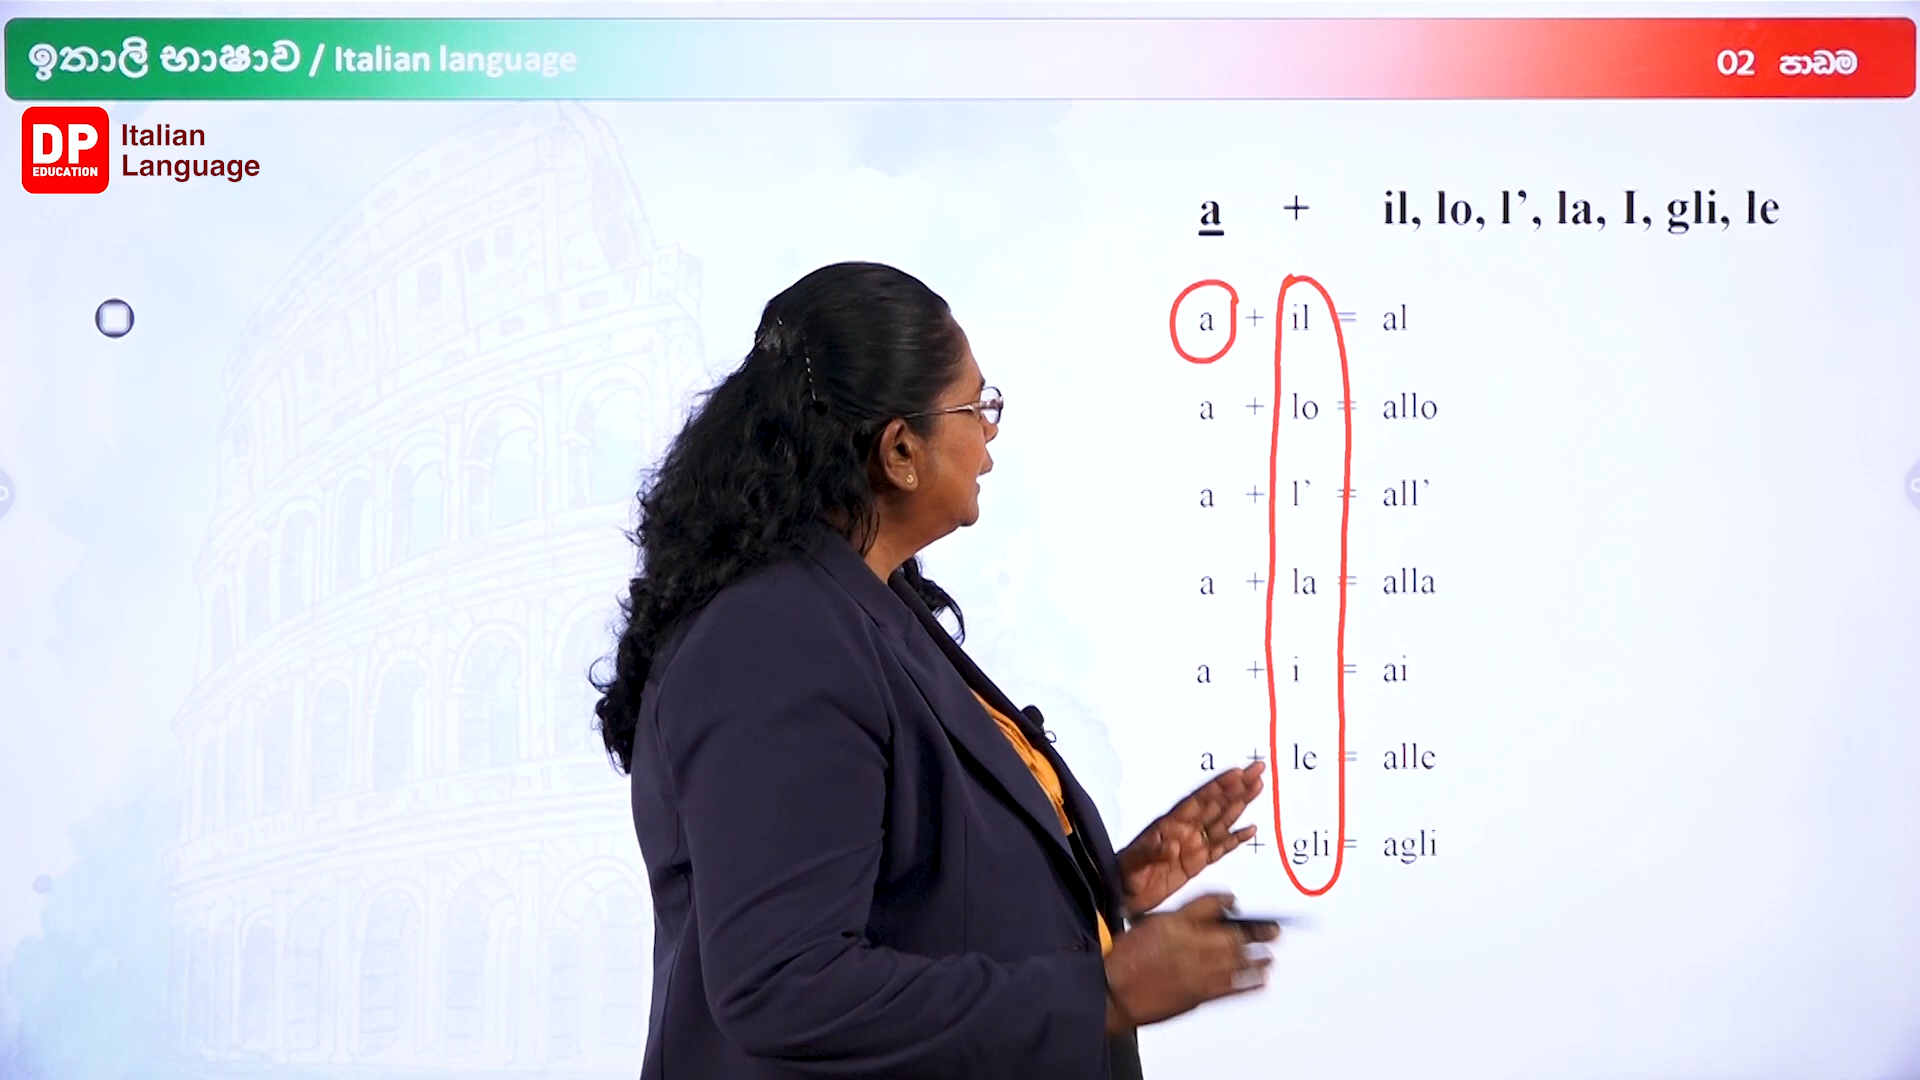 ඉතාලි භාෂාව / Italian language
02 පාඩම
DP
EDUCATION
Italian
Language
a + il, lo, l’, la, I, gli, le
a + il = al
a + lo = allo
a + l’ = all’
a + la = alla
a + i = ai
a + le = alle
+ gli = agli